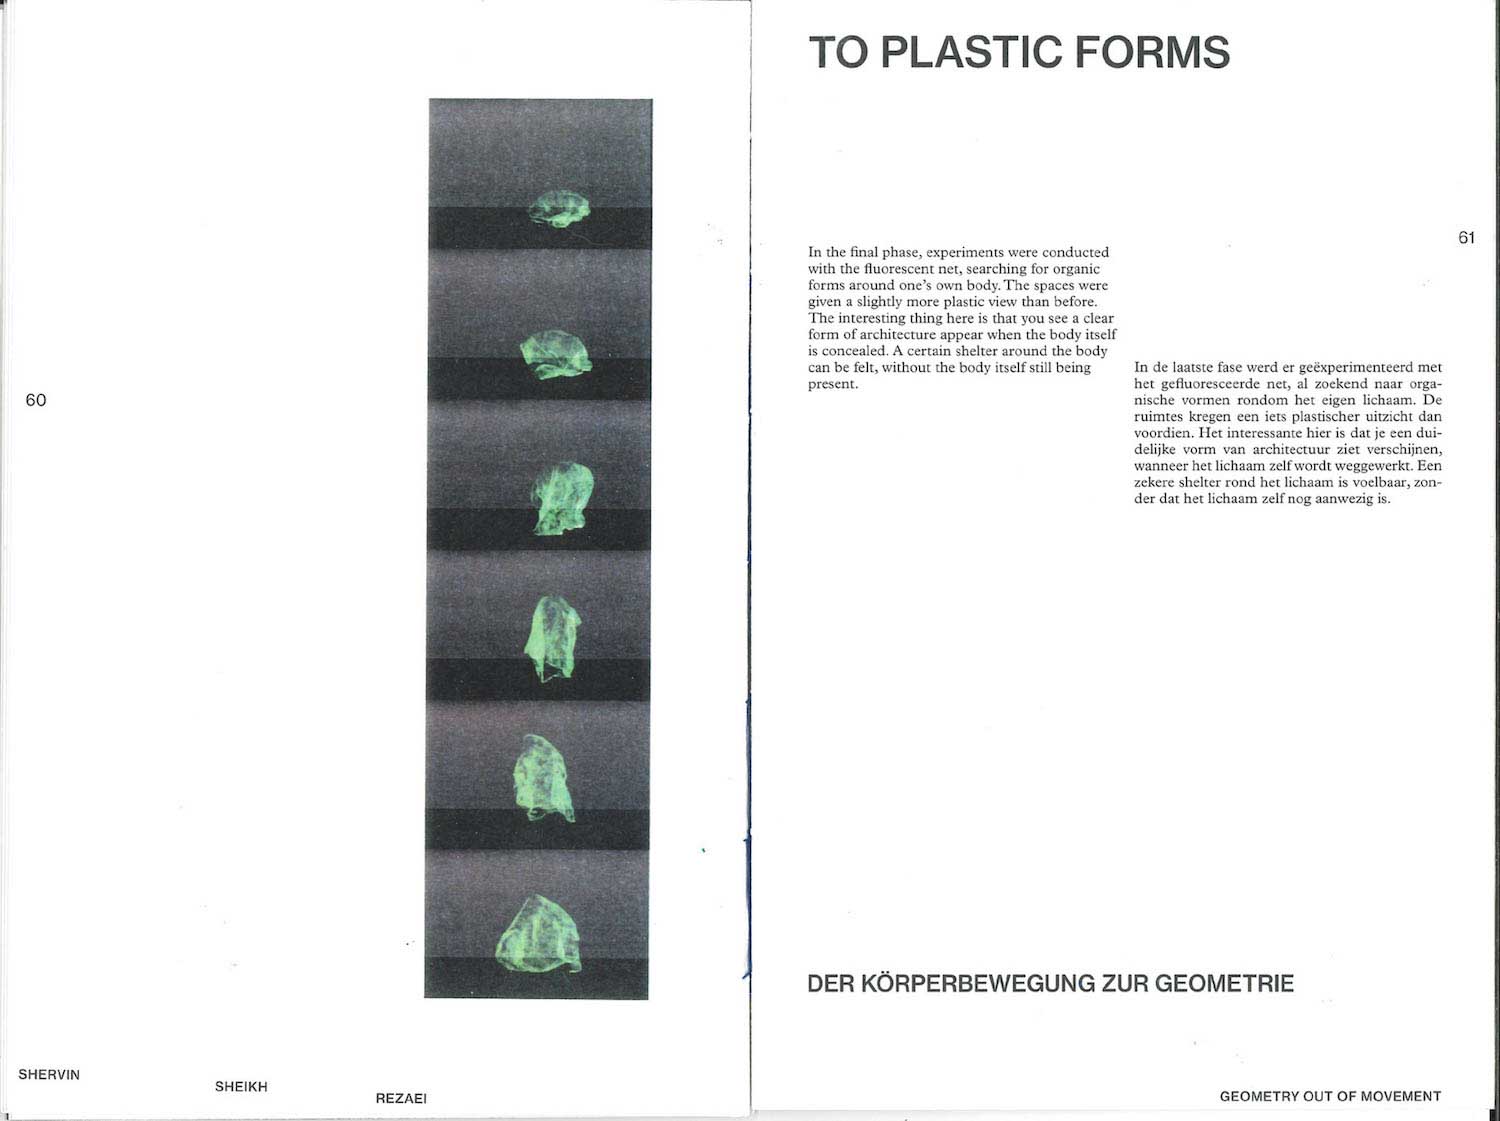 60
SHERVIN
SHEIKH
REZAEI
TO PLASTIC FORMS
61
In the final phase, experiments were conducted
with the fluorescent net, searching for organic
forms around one's own body. The spaces were
given a slightly more plastic view than before.
The interesting thing here is that you see a clear
form of architecture appear when the body itself
is concealed. A certain shelter around the body
can be felt, without the body itself still being
present.
In de laatste fase werd er geëxperimenteerd met
het gefluoresceerde net, al zoekend naar orga-
nische vormen rondom het eigen lichaam. De
ruimtes kregen een iets plastischer uitzicht dan
voordien. Het interessante hier is dat je een dui-
delijke vorm van architectuur ziet verschijnen,
wanneer het lichaam zelf wordt weggewerkt. Een
zekere shelter rond het lichaam is voelbaar, zon-
der dat het lichaam zelf nog aanwezig is.
DER KÖRPERBEWEGUNG ZUR GEOMETRIE
GEOMETRY OUT OF MOVEMENT